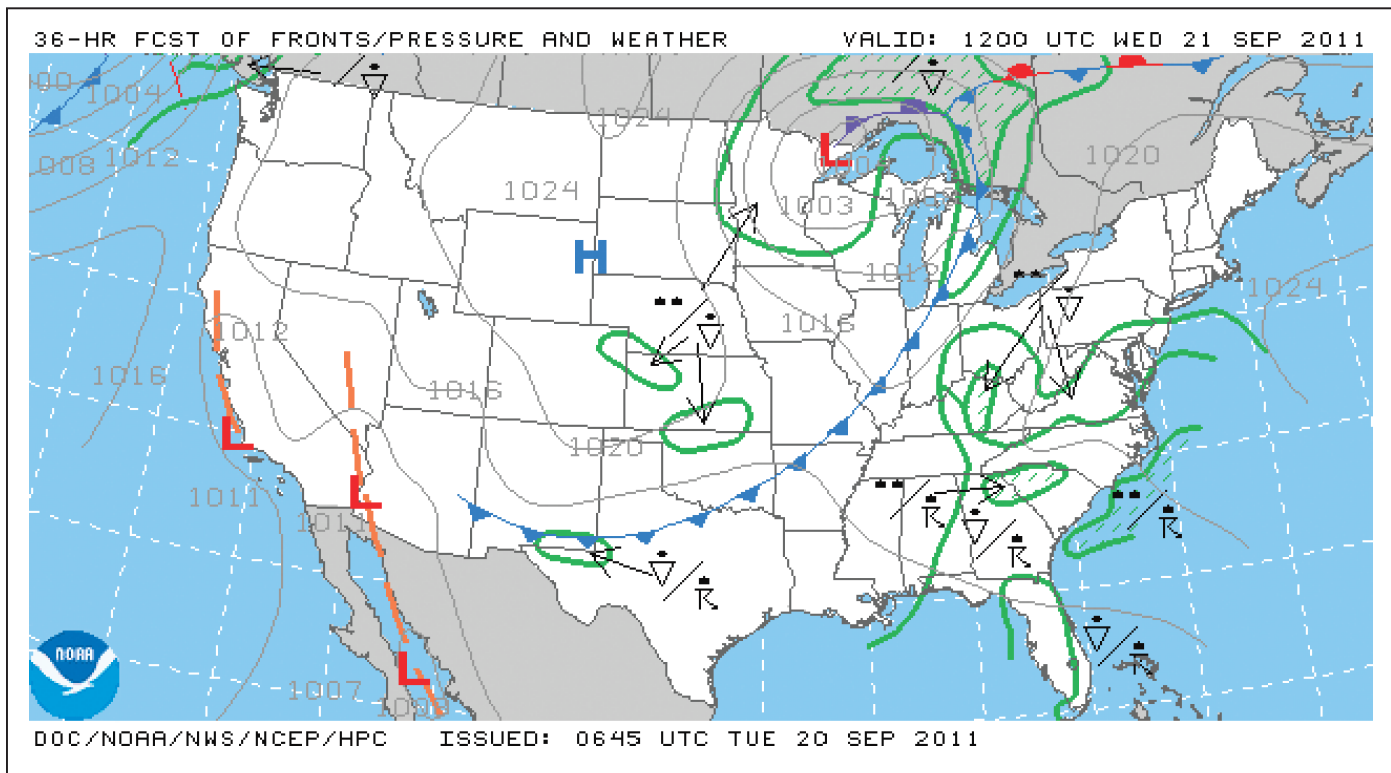 36-HR FCST OF FRONTS/PRESSURE AND WEATHER VALID: 1200 UTC WED 21 SEP 2011
1004
1012
1024
1020
1024
1003
H
1012
1024
1012
1016
1016
1016
L
1020
1011
L
NOAA
L
1007
DOC/NOAA/NWS/NCEP/HPC ISSUED: 0645 UTC TUE 20 SEP 2011